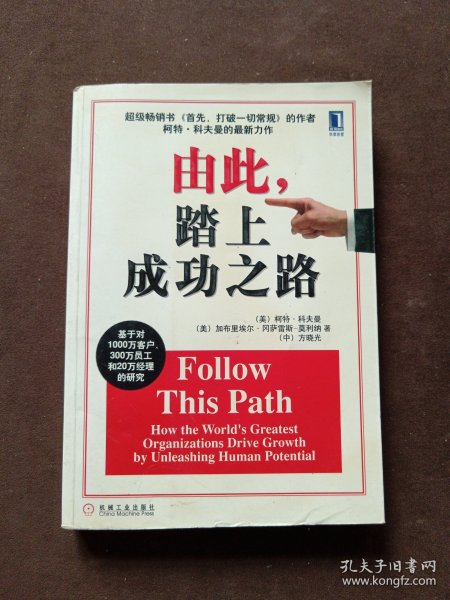 超级畅销书《首先，打破一切常规》的作者
柯特·科夫曼的最新力作
华章经管
由此，
踏上
成功之路
（美）柯特·科夫曼
（美）加布里埃尔·冈萨雷斯-莫利纳 著
（中）方晓光
基于对
1000万客户、
300万员工
和20万经理
的研究
Follow
This Path
How the World's Greatest
Organizations Drive Growth
by Unleashing Human Potential
机械工业出版社
China Machine Press
孔夫子旧书网
www.kongfz.com